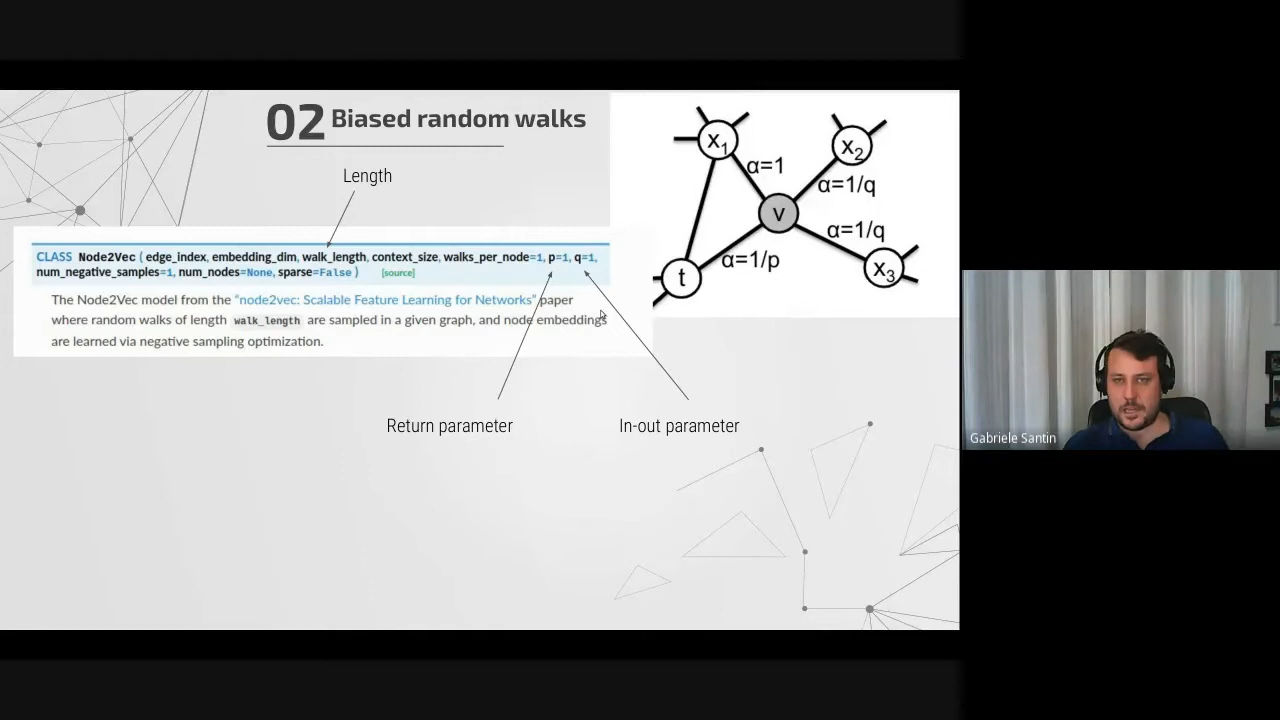 02 Biased random walks
Length
CLASS Node2Vec ( edge_index, embedding_dim, walk_length, context_size, walks_per_node=1, p=1, q=1,
num_negative_samples=1, num_nodes=None, sparse=False ) [source]
The Node2Vec model from the “node2vec: Scalable Feature Learning for Networks” paper
where random walks of length walk_length are sampled in a given graph, and node embeddings
are learned via negative sampling optimization.
Return parameter
In-out parameter
x₁
x₂
α=1
α=1/q
v
α=1/q
α=1/p
t
x₃
Gabriele Santin